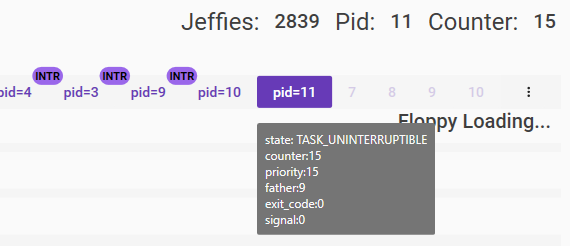 Jeffies: 2839 Pid: 11 Counter: 15
INTR INTR INTR
pid=4 pid=3 pid=9 pid=10 pid=11 7 8 9 10
Floppy Loading...
state: TASK_UNINTERRUPTIBLE
counter:15
priority:15
father:9
exit_code:0
signal:0